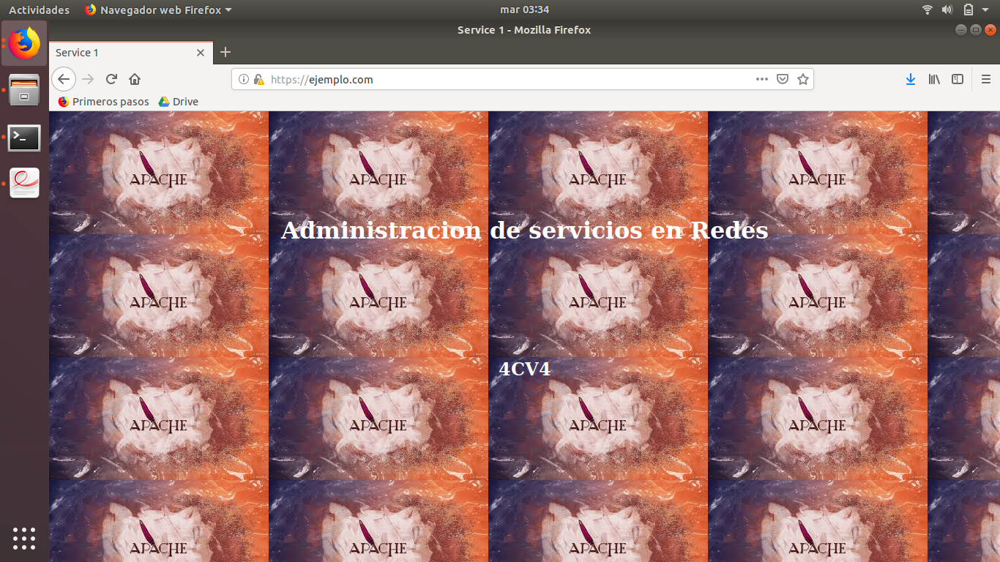 Actividades Navegador web Firefox mar 03:34
Service 1 - Mozilla Firefox
Service 1
https://ejemplo.com
Primeros pasos Drive
APACHE APACHE APACHE APACHE
Administracion de servicios en Redes
APACHE APACHE APACHE APACHE
4CV4
APACHE APACHE APACHE APACHE
APACHE APACHE APACHE APACHE